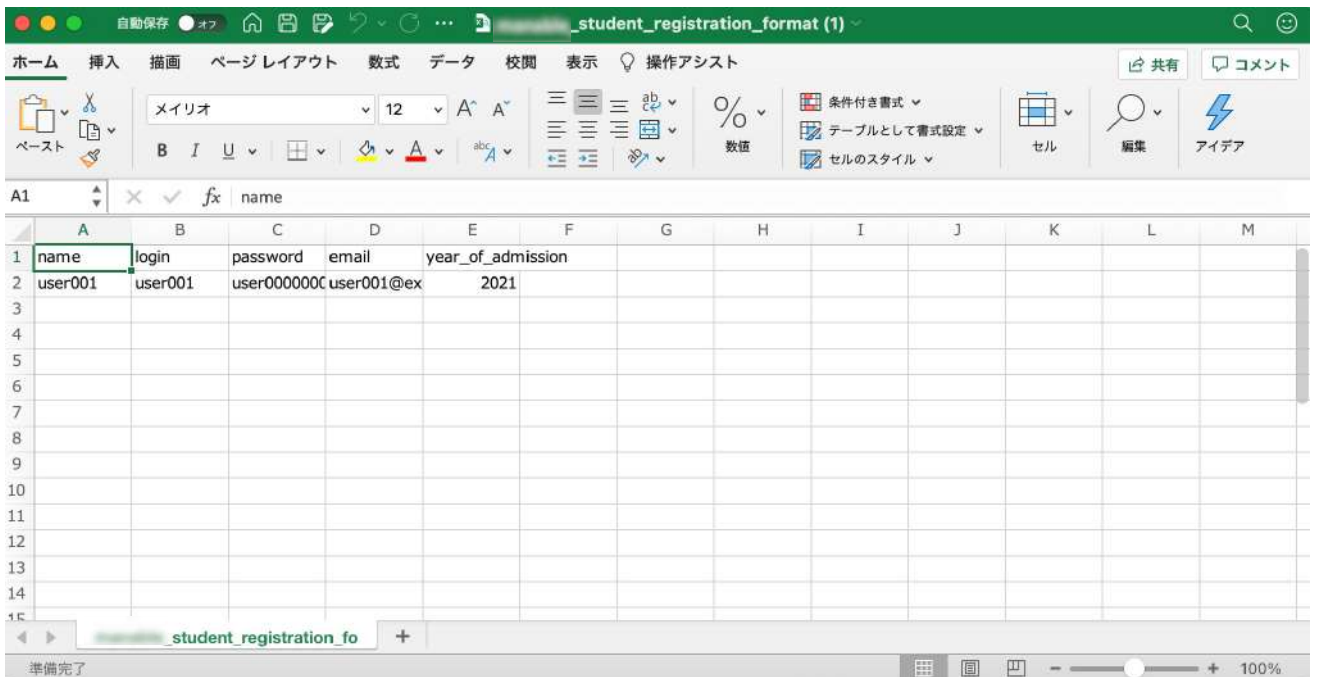 自動保存 オフ ... _student_registration_format (1)
ホーム 挿入 描画 ページ レイアウト 数式 データ 校閲 表示 操作アシスト 共有 コメント
メイリオ 12 A^ A˅ ab 条件付き書式
ペースト B I U A abc A % 数値 テーブルとして書式設定 セル 編集 アイデア
セルのスタイル
A1 fx name
A B C D E F G H I J K L M
1 name login password email year_of_admission
2 user001 user001 user0000000 user001@ex 2021
3
4
5
6
7
8
9
10
11
12
13
14
15
_student_registration_fo +
準備完了 - + 100%